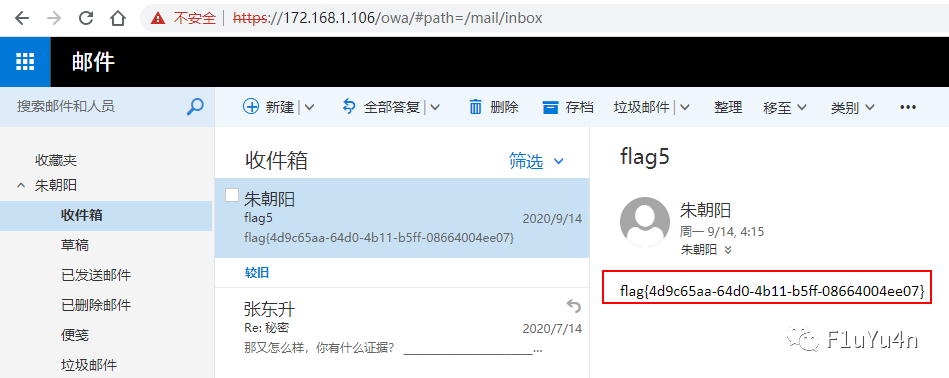 不安全 | https://172.168.1.106/owa/#path=/mail/inbox
邮件
搜索邮件和人员
新建 全部答复 删除 存档 垃圾邮件 整理 移至 类别 •••
收藏夹
朱朝阳
收件箱
草稿
已发送邮件
已删除邮件
便笺
垃圾邮件
收件箱 筛选
朱朝阳
flag5 2020/9/14
flag{4d9c65aa-64d0-4b11-b5ff-08664004ee07}
较旧
张东升
Re: 秘密 2020/7/14
那又怎么样，你有什么证据？ ________________________...
flag5
朱朝阳
周一 9/14, 4:15
朱朝阳
flag{4d9c65aa-64d0-4b11-b5ff-08664004ee07}
F1uYu4n